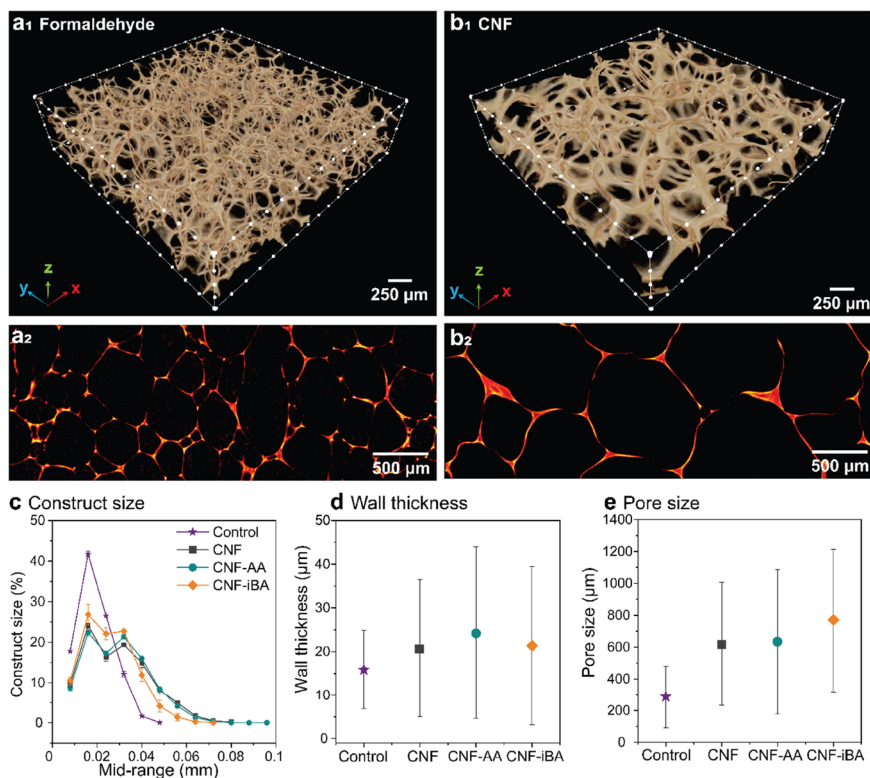 a₁ Formaldehyde
z
y
x
250 µm
b₁ CNF
z
y
x
250 µm
a₂
500 µm
b₂
500 µm
c Construct size
50
40
30
20
10
0
Construct size (%)
Control
CNF
CNF-AA
CNF-iBA
0.02 0.04 0.06 0.08 0.1
Mid-range (mm)
d Wall thickness
50
40
30
20
10
0
Wall thickness (µm)
Control CNF CNF-AA CNF-iBA
e Pore size
1400
1200
1000
800
600
400
200
0
Pore size (µm)
Control CNF CNF-AA CNF-iBA